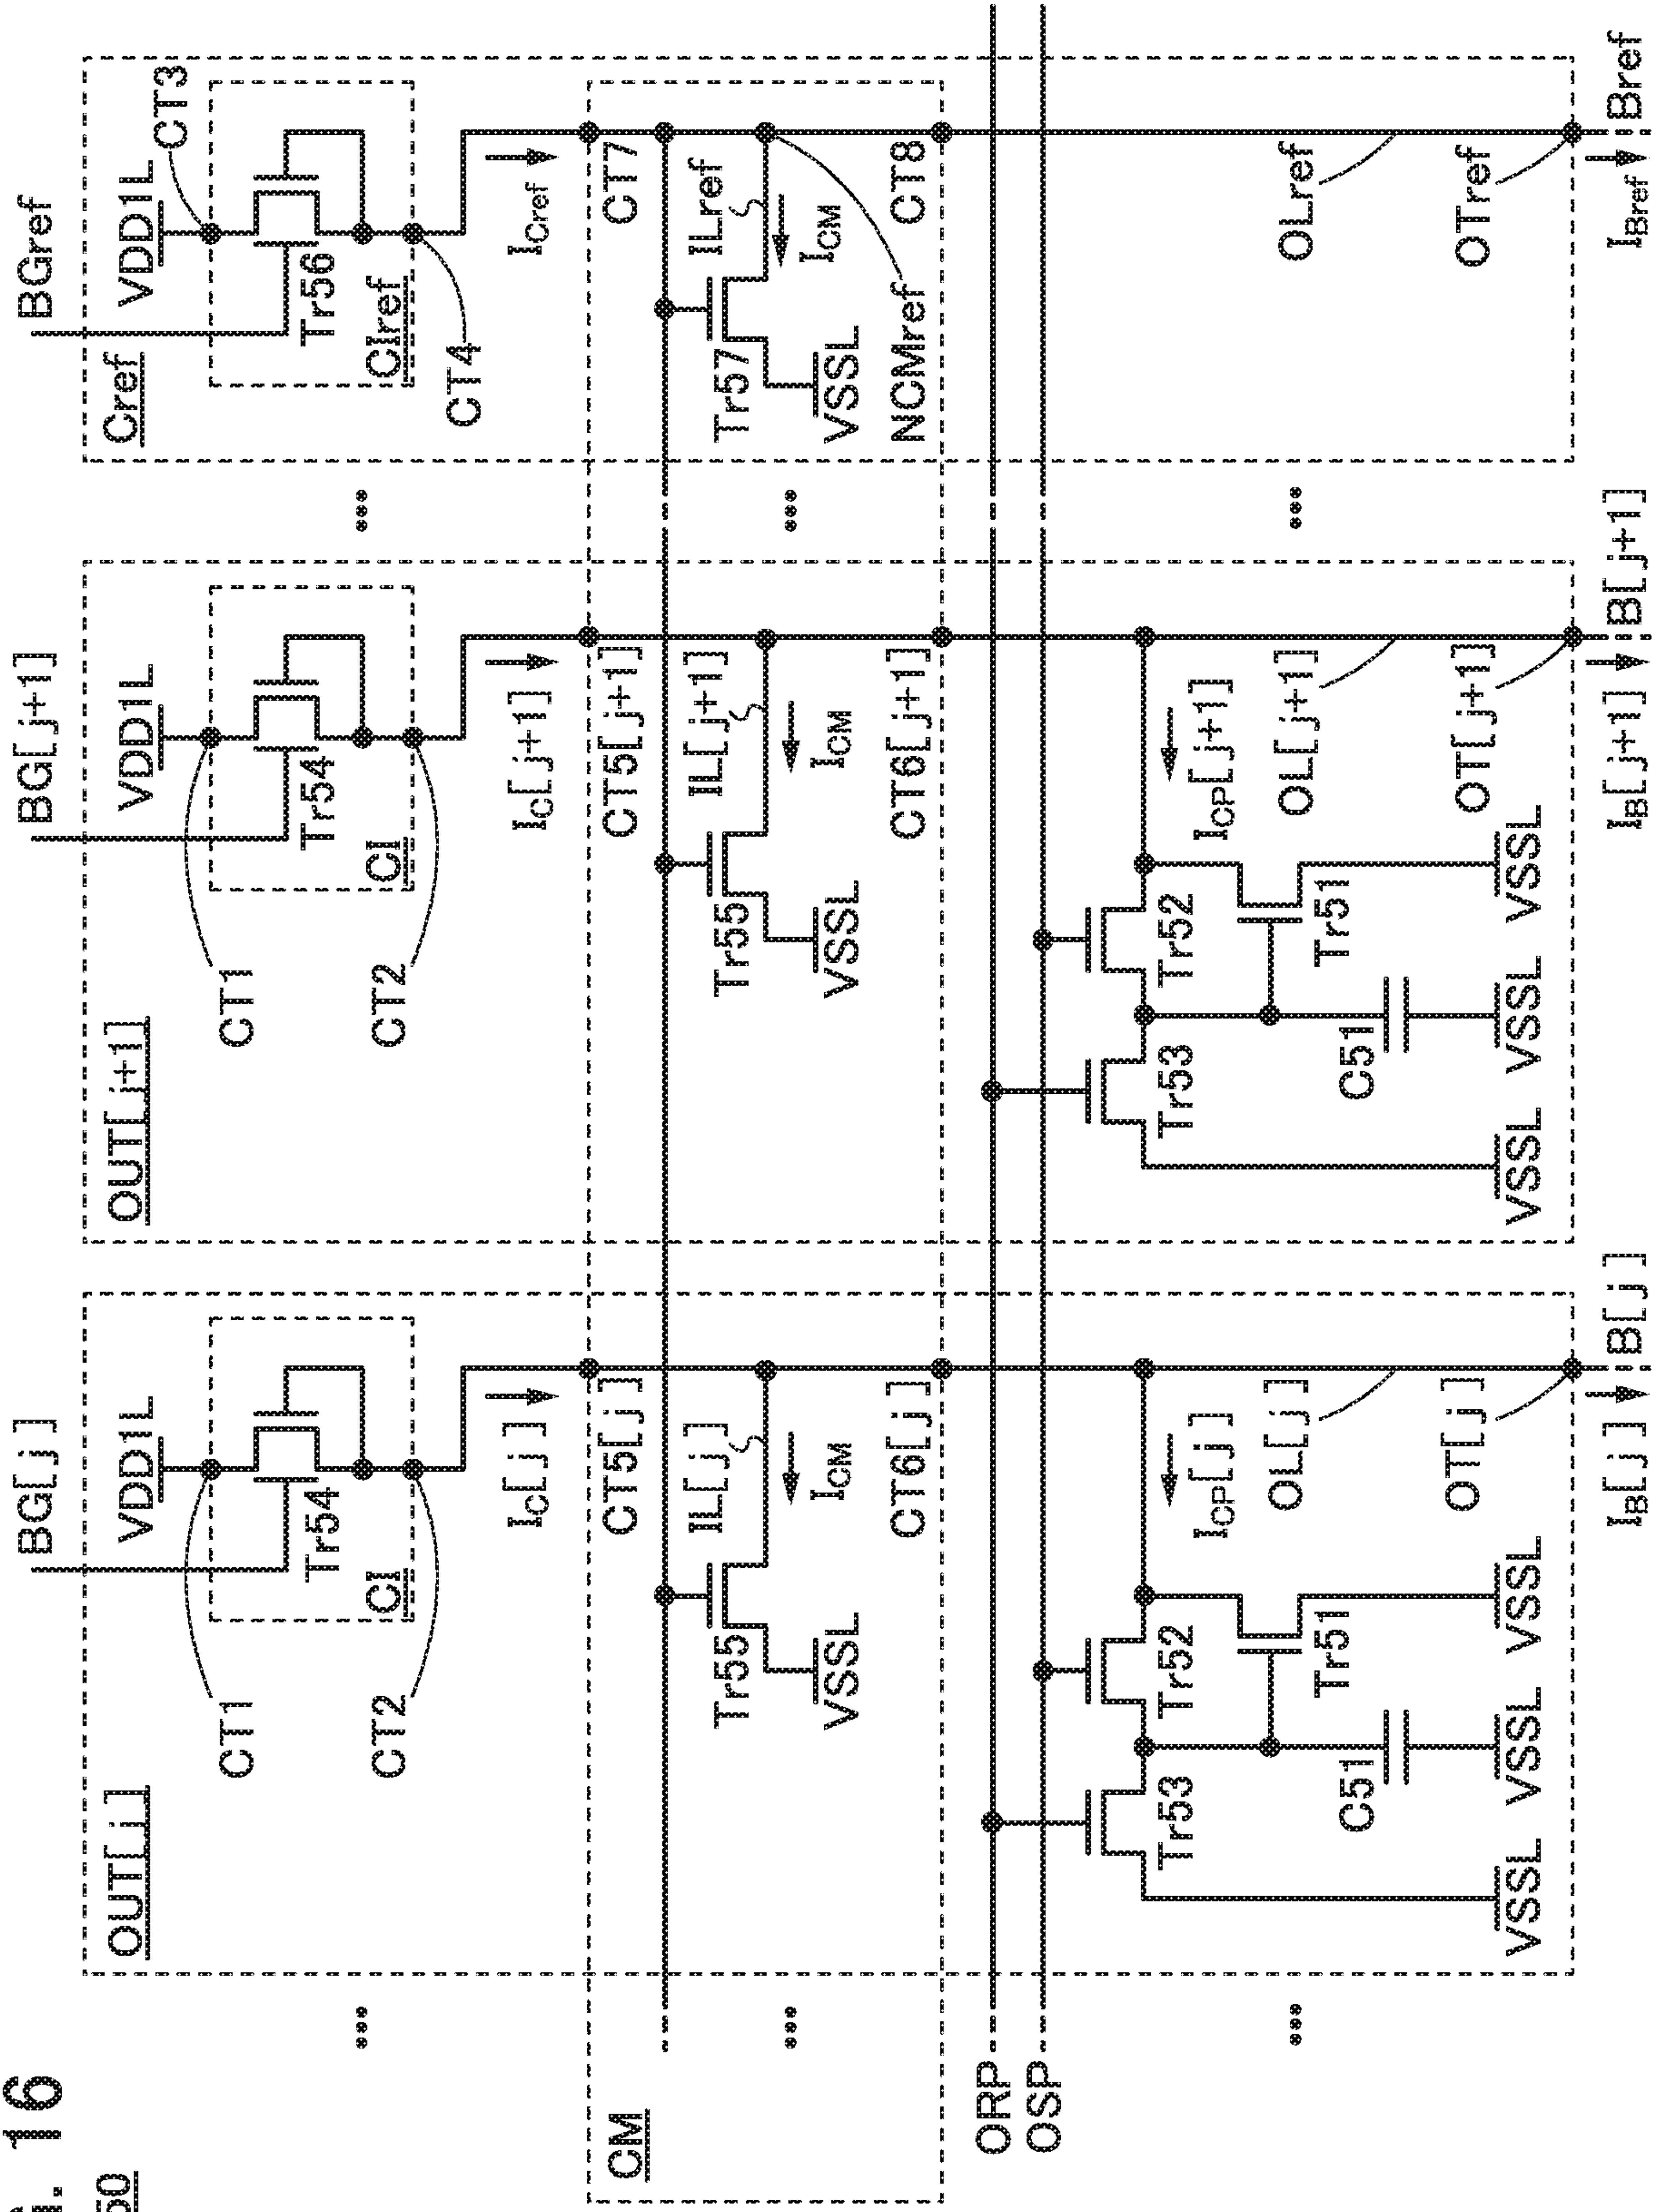 G. 16
50
BG[j]
BG[j+1]
BGref
OUT[j]
OUT[j+1]
Cref
VDD1L
VDD1L
VDD1L
CT3
CT1
Tr54
CT1
Tr54
Tr56
CT2
CI
CT2
CI
CIref
CT4
IC[j]
IC[j+1]
ICref
CM
CT5[j]
CT5[j+1]
CT7
Tr55
IL[j]
Tr55
IL[j+1]
Tr57
ILref
VSSL
ICM
VSSL
ICM
VSSL
ICM
CT6[j]
CT6[j+1]
NCMref
CT8
ORP
OSP
Tr53
Tr52
ICP[j]
Tr53
Tr52
ICP[j+1]
C51
Tr51
OL[j]
C51
Tr51
OL[j+1]
OLref
VSSL
VSSL
VSSL
OT[j]
VSSL
VSSL
VSSL
OT[j+1]
OTref
IB[j]
B[j]
IB[j+1]
B[j+1]
IBref
Bref